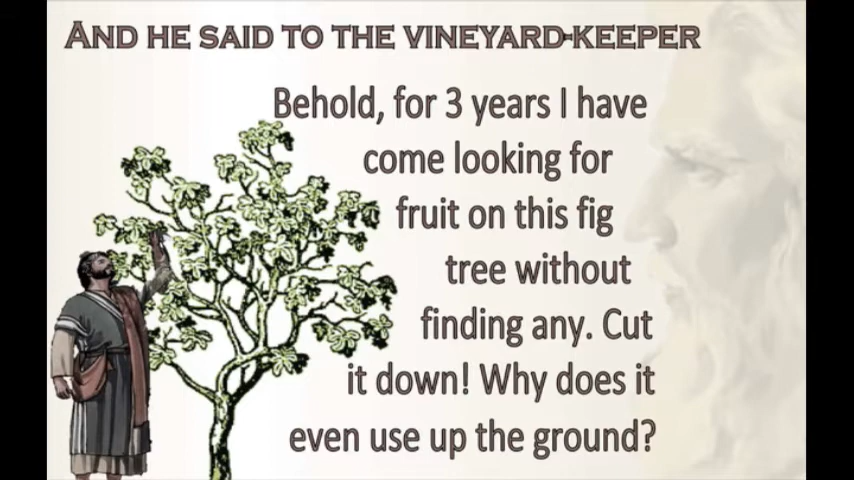 AND HE SAID TO THE VINEYARD-KEEPER
Behold, for 3 years I have
come looking for
fruit on this fig
tree without
finding any. Cut
it down! Why does it
even use up the ground?